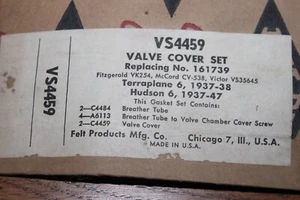 VS4459
VS4459
VALVE COVER SET
Replacing No. 161739
Fitzgerald VK254, McCord CV-538, Victor VS35645
Terraplane 6, 1937-38
Hudson 6, 1937-47
This Gasket Set Contains:
2—C4484 Breather Tube
4—A6113 Breather Tube to Valve Chamber Cover Screw
2—C4459 Valve Cover
Felt Products Mfg. Co. Chicago 7, Ill., U.S.A.
MADE IN U.S.A.